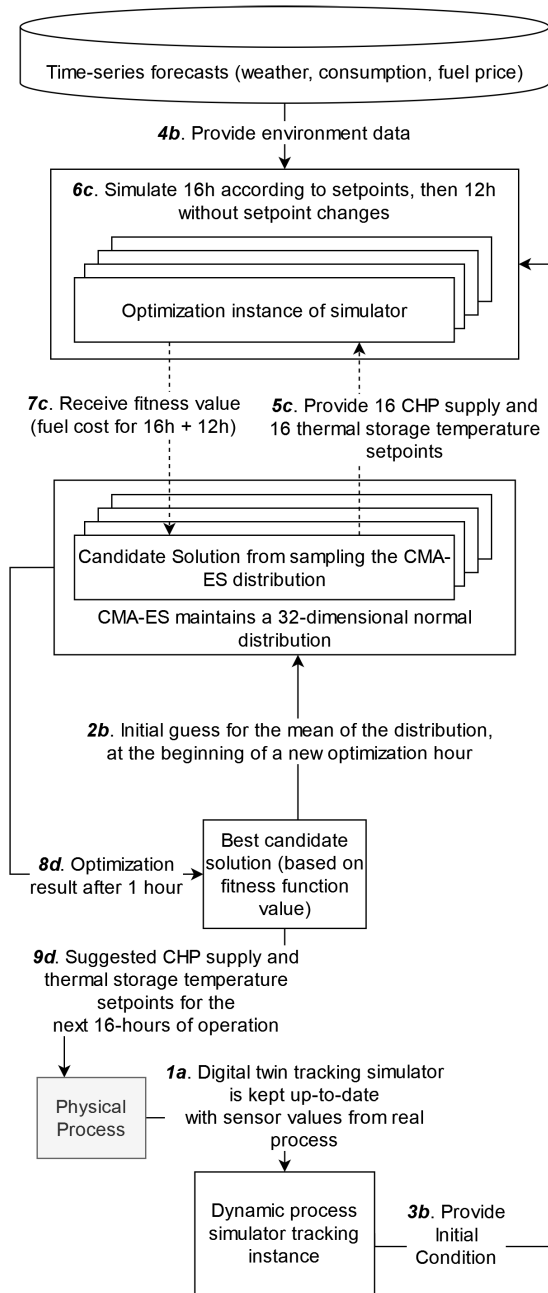 Time-series forecasts (weather, consumption, fuel price)
4b. Provide environment data
6c. Simulate 16h according to setpoints, then 12h
without setpoint changes
Optimization instance of simulator
7c. Receive fitness value
(fuel cost for 16h + 12h)
5c. Provide 16 CHP supply and
16 thermal storage temperature
setpoints
Candidate Solution from sampling the CMA-
ES distribution
CMA-ES maintains a 32-dimensional normal
distribution
2b. Initial guess for the mean of the distribution,
at the beginning of a new optimization hour
Best candidate
solution (based on
fitness function
value)
8d. Optimization
result after 1 hour
9d. Suggested CHP supply and
thermal storage temperature
setpoints for the
next 16-hours of operation
Physical
Process
1a. Digital twin tracking simulator
is kept up-to-date
with sensor values from real
process
Dynamic process
simulator tracking
instance
3b. Provide
Initial
Condition